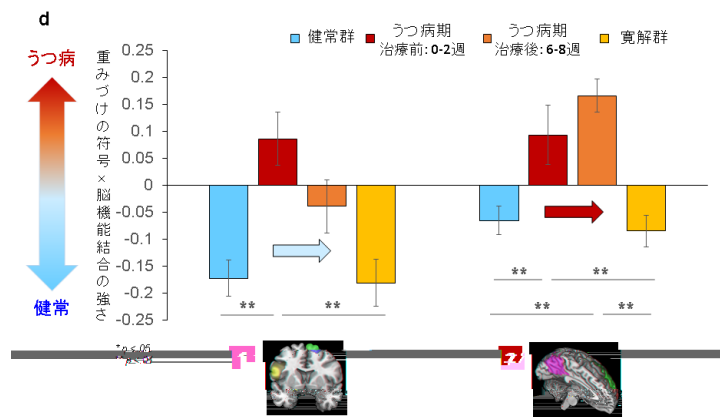 d
健常群
うつ病期
治療前: 0-2週
うつ病期
治療後: 6-8週
寛解群
うつ病
健常
重みづけの符号×脳機能結合の強さ
0.25
0.2
0.15
0.1
0.05
0
-0.05
-0.1
-0.15
-0.2
-0.25
** **
** **
** **
1
2